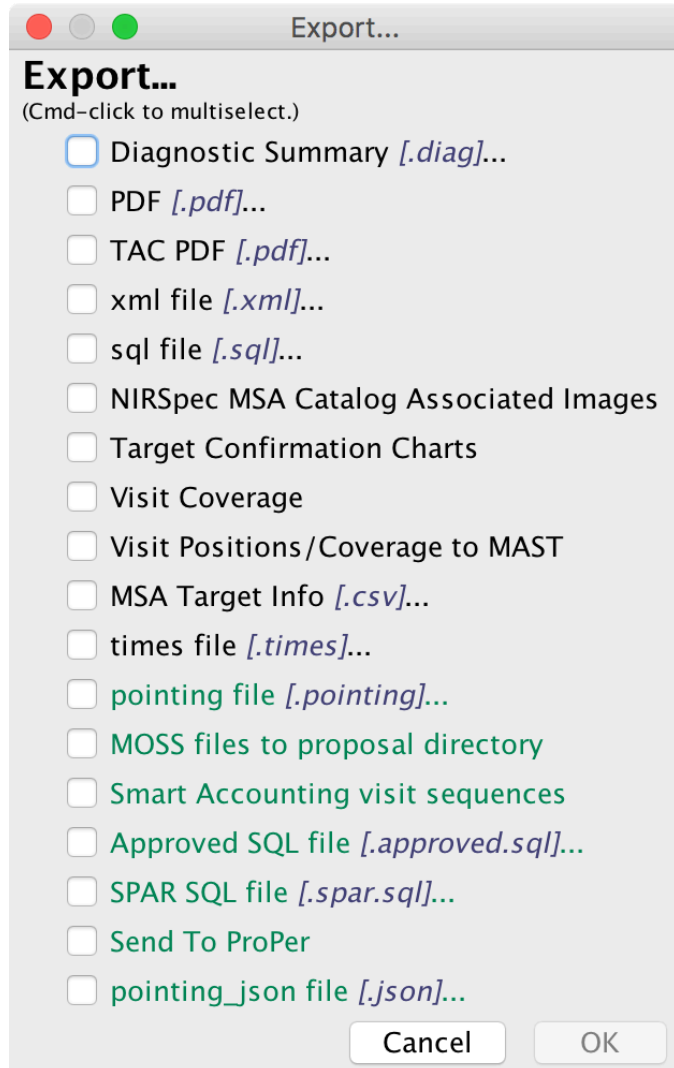 Export...
Export...
(Cmd-click to multiselect.)
Diagnostic Summary [.diag]...
PDF [.pdf]...
TAC PDF [.pdf]...
xml file [.xml]...
sql file [.sql]...
NIRSpec MSA Catalog Associated Images
Target Confirmation Charts
Visit Coverage
Visit Positions/Coverage to MAST
MSA Target Info [.csv]...
times file [.times]...
pointing file [.pointing]...
MOSS files to proposal directory
Smart Accounting visit sequences
Approved SQL file [.approved.sql]...
SPAR SQL file [.spar.sql]...
Send To ProPer
pointing_json file [.json]...
Cancel OK